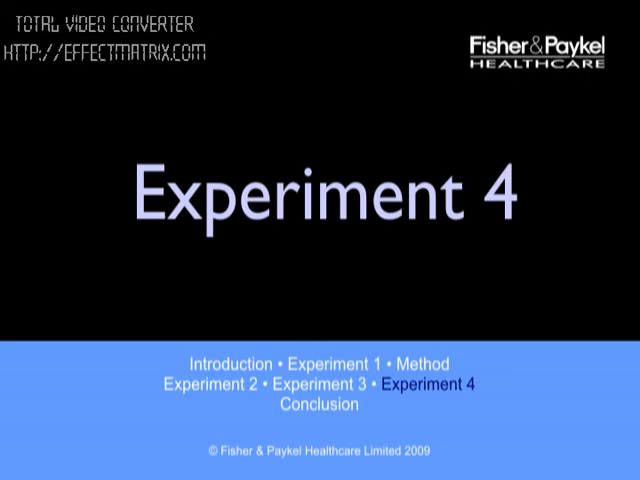 TOTAL VIDEO CONVERTER
HTTP://EFFECTMATRIX.COM
Fisher&Paykel
HEALTHCARE
Experiment 4
Introduction • Experiment 1 • Method
Experiment 2 • Experiment 3 • Experiment 4
Conclusion
© Fisher & Paykel Healthcare Limited 2009